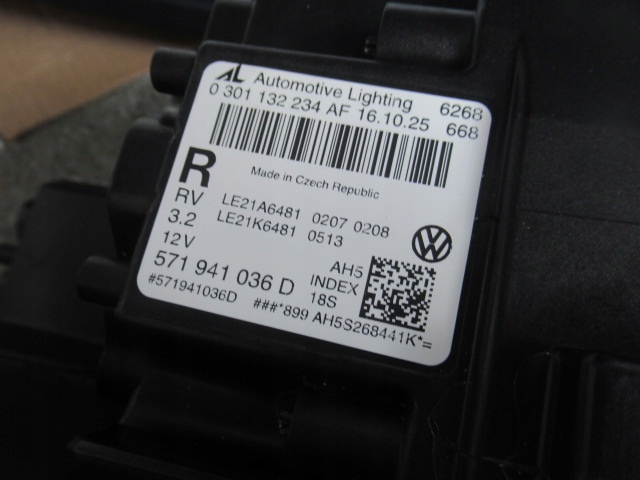 AL Automotive Lighting 6268
0 301 132 234 AF 16.10.25 668
R Made in Czech Republic
RV LE21A6481 0207 0208
3.2 LE21K6481 0513
12V
571 941 036 D AH5
INDEX
18S
#571941036D ###*899 AH5S268441K*=
VW